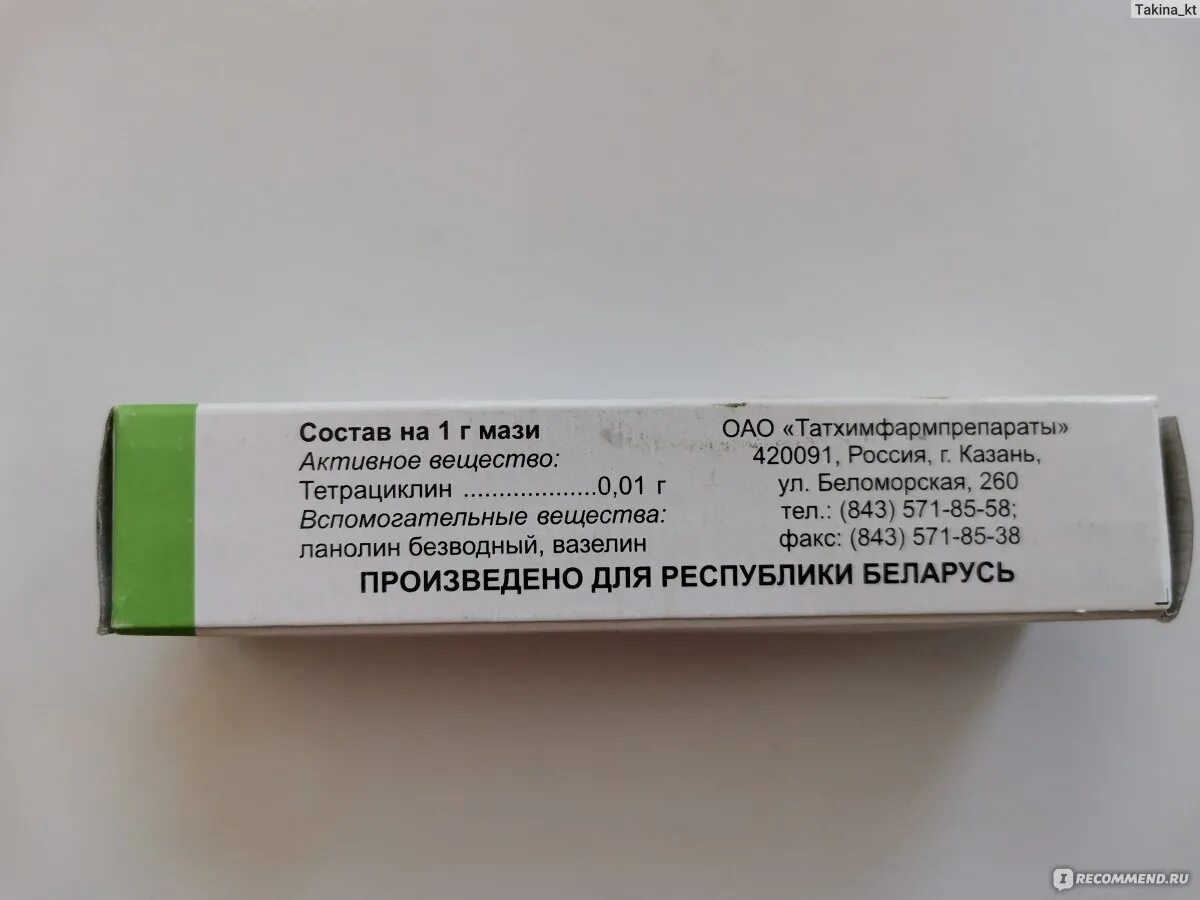 Takina_kt
Состав на 1 г мази
Активное вещество:
Тетрациклин ...................0,01 г
Вспомогательные вещества:
ланолин безводный, вазелин
ОАО «Татхимфармпрепараты»
420091, Россия, г. Казань,
ул. Беломорская, 260
тел.: (843) 571-85-58;
факс: (843) 571-85-38
ПРОИЗВЕДЕНО ДЛЯ РЕСПУБЛИКИ БЕЛАРУСЬ
IRECOMMEND.RU